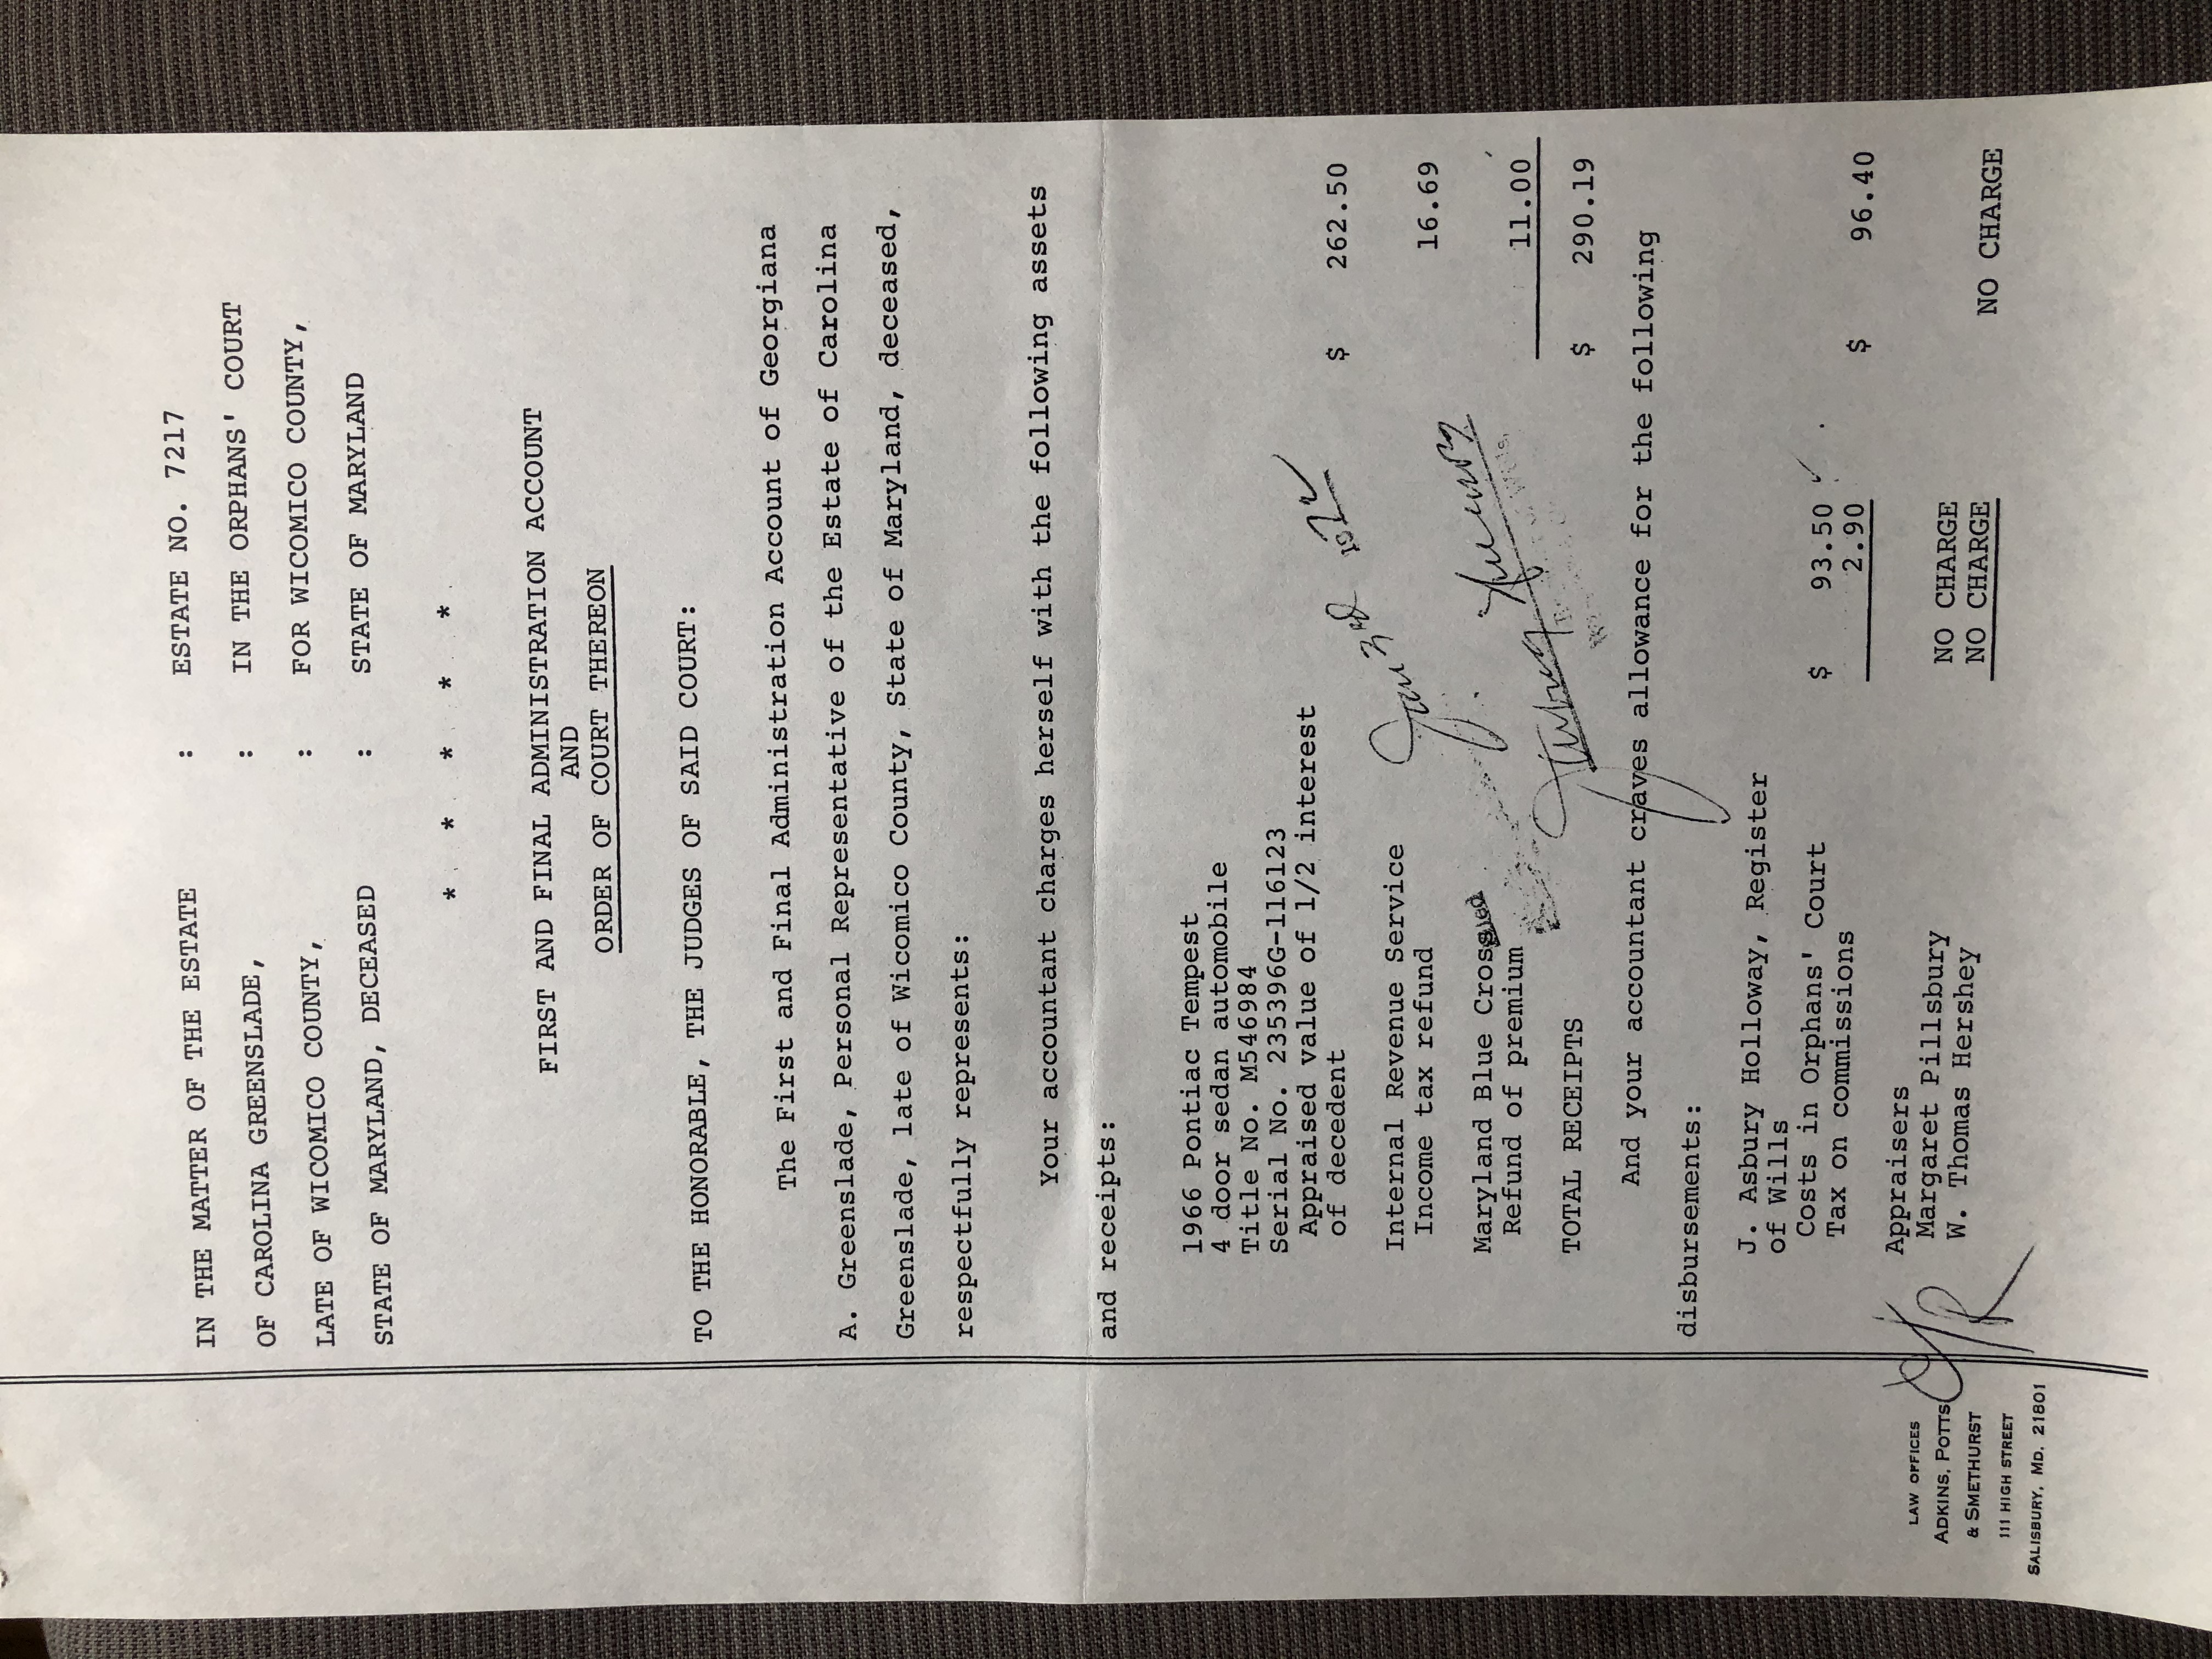 IN THE MATTER OF THE ESTATE : ESTATE NO. 7217
OF CAROLINA GREENSLADE, : IN THE ORPHANS' COURT
LATE OF WICOMICO COUNTY, : FOR WICOMICO COUNTY,
STATE OF MARYLAND, DECEASED : STATE OF MARYLAND
* * * * *
FIRST AND FINAL ADMINISTRATION ACCOUNT
AND
ORDER OF COURT THEREON
TO THE HONORABLE, THE JUDGES OF SAID COURT:
The First and Final Administration Account of Georgiana
A. Greenslade, Personal Representative of the Estate of Carolina
Greenslade, late of Wicomico County, State of Maryland, deceased,
respectfully represents:
Your accountant charges herself with the following assets
and receipts:
1966 Pontiac Tempest
4 door sedan automobile
Title No. M546984
Serial No. 235396G-116123
Appraised value of 1/2 interest
of decedent $ 262.50
Jan 3rd 1972
Internal Revenue Service
Income tax refund 16.69
Maryland Blue Cross
Filed
Refund of premium 11.00
of Wills,
TOTAL RECEIPTS $ 290.19
And your accountant craves allowance for the following
disbursements:
J. Asbury Holloway, Register
of Wills
Costs in Orphans' Court $ 93.50 ✓
Tax on commissions 2.90 $ 96.40
Appraisers
Margaret Pillsbury NO CHARGE
W. Thomas Hershey NO CHARGE NO CHARGE
LAW OFFICES
ADKINS, POTTS
& SMETHURST
111 HIGH STREET
SALISBURY, MD. 21801